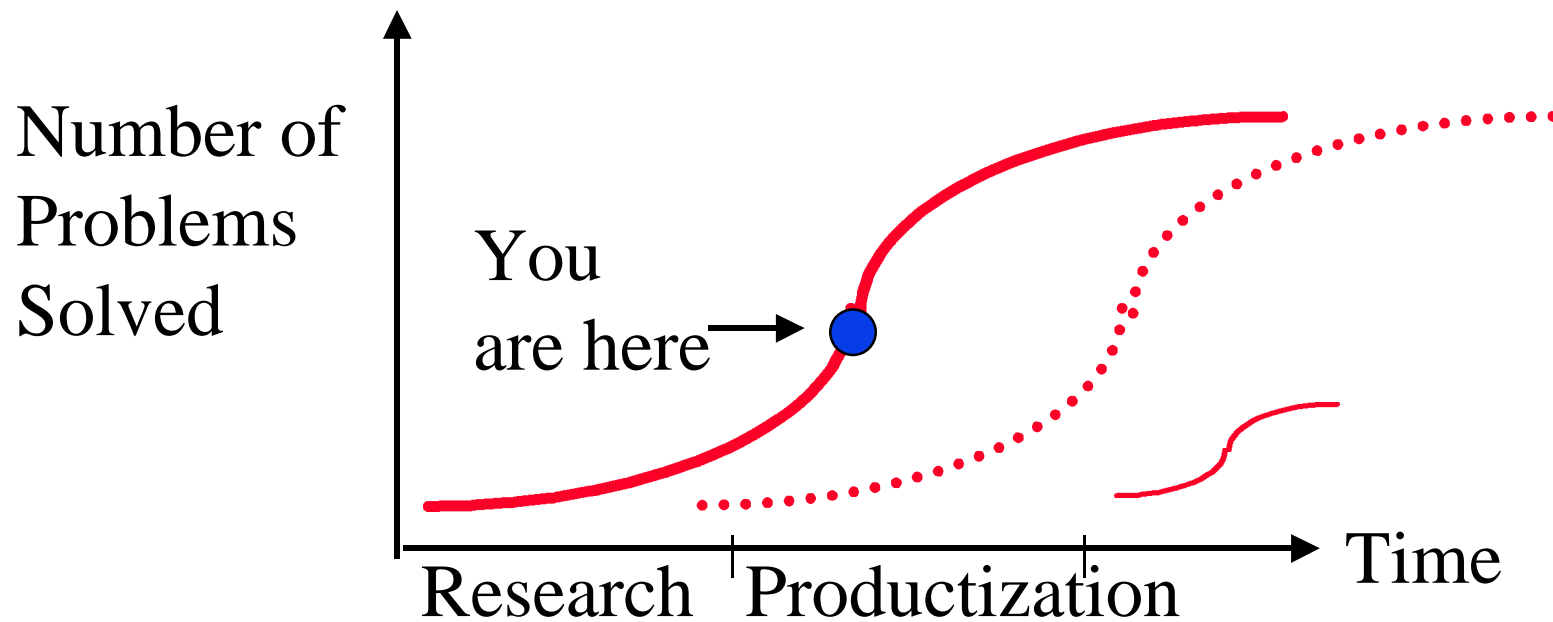 Number of
Problems
Solved
You
are here
Time
Research
Productization